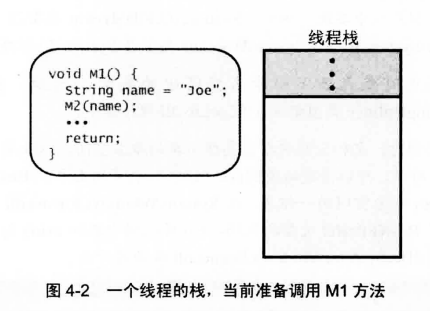 线程栈
void M1() {
String name = "Joe";
M2(name);
•••
return;
}
图 4-2 一个线程的栈，当前准备调用 M1 方法